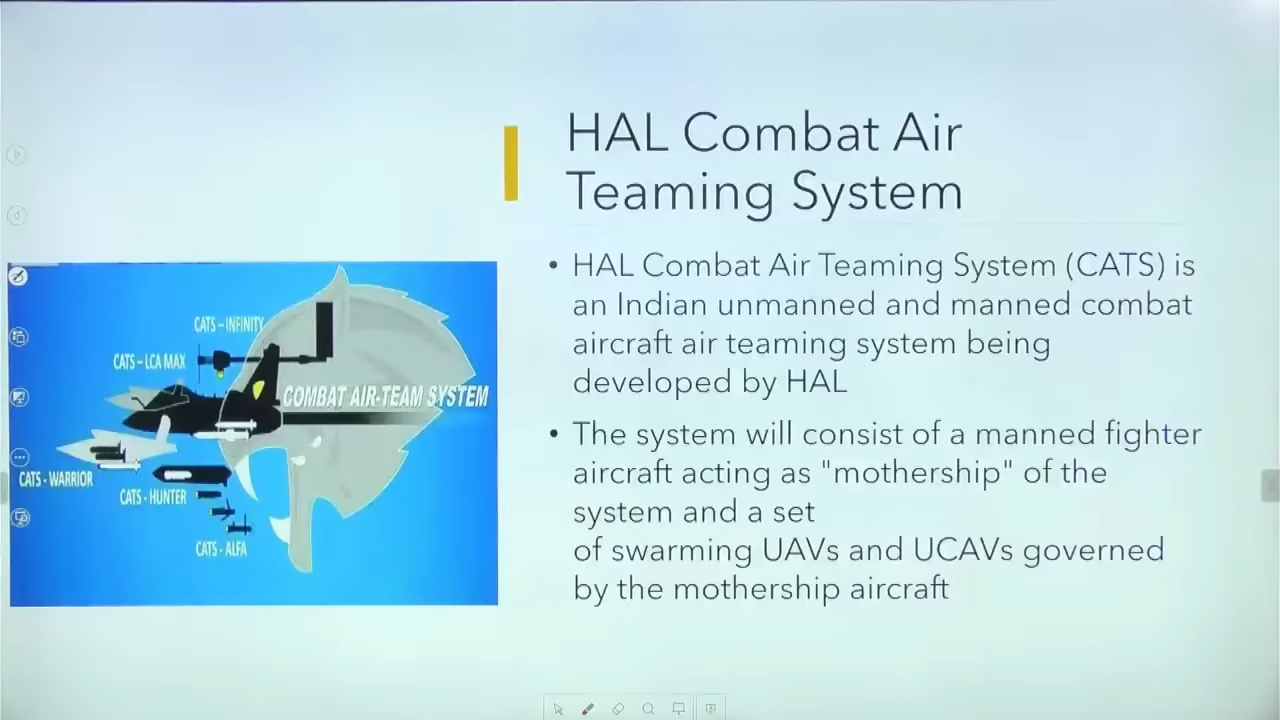 HAL Combat Air
Teaming System
• HAL Combat Air Teaming System (CATS) is
an Indian unmanned and manned combat
aircraft air teaming system being
developed by HAL
• The system will consist of a manned fighter
aircraft acting as "mothership" of the
system and a set
of swarming UAVs and UCAVs governed
by the mothership aircraft
CATS – INFINITY
CATS – LCA MAX
COMBAT AIR-TEAM SYSTEM
CATS - WARRIOR
CATS - HUNTER
CATS - ALFA